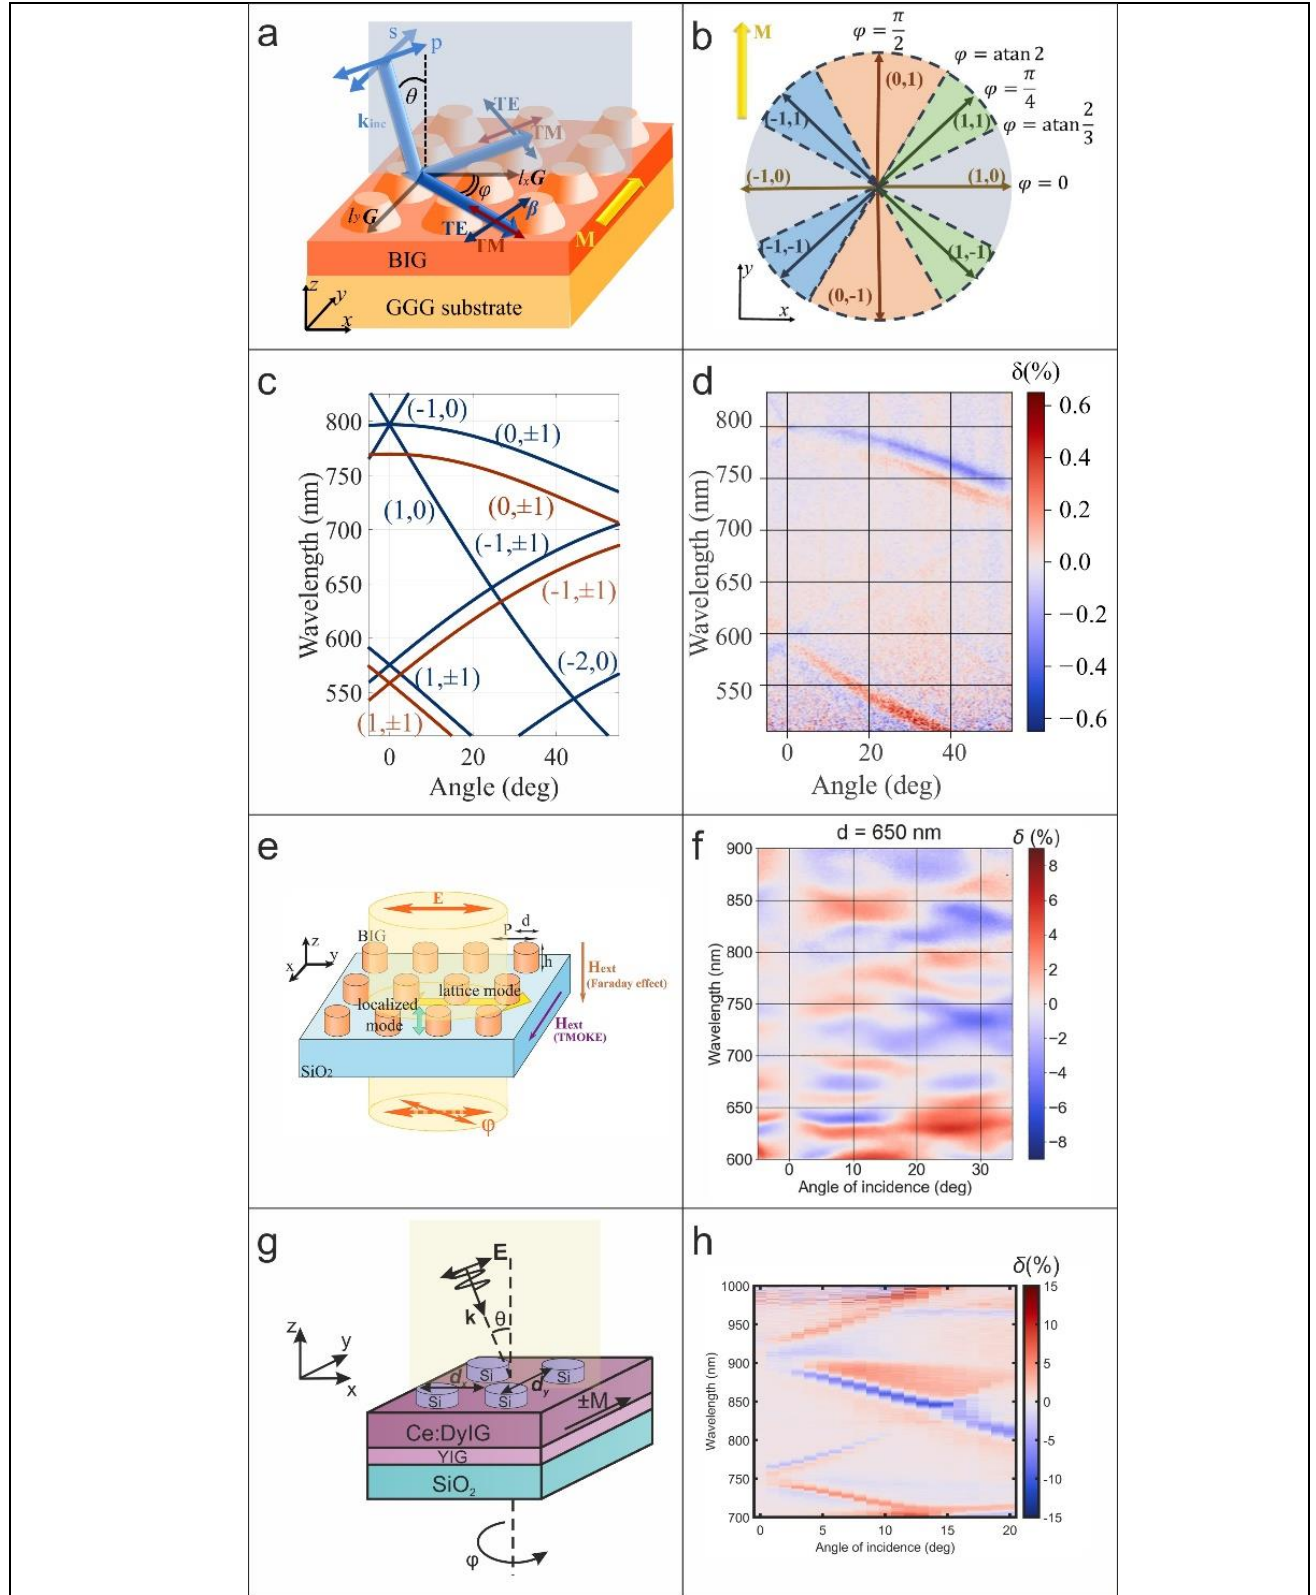 a
s
p
θ
kinc
TE
TM
lxG
φ
lyG
β
TE
TM
M
BIG
GGG substrate
z
y
x
b
M
φ = π/2
φ = atan 2
φ = π/4
φ = atan 2/3
φ = 0
(0,1)
(-1,1)
(1,1)
(-1,0)
(1,0)
(-1,-1)
(1,-1)
(0,-1)
y
x
c
Wavelength (nm)
800
750
700
650
600
550
(-1,0)
(0,±1)
(1,0)
(0,±1)
(-1,±1)
(-1,±1)
(-2,0)
(1,±1)
(1,±1)
0
20
40
Angle (deg)
d
δ(%)
Wavelength (nm)
800
750
700
650
600
550
0
20
40
Angle (deg)
0.6
0.4
0.2
0.0
−0.2
−0.4
−0.6
e
E
BIG
P
d
h
z
x
y
lattice mode
localized
mode
Hext
(Faraday effect)
Hext
(TMOKE)
SiO2
φ
f
d = 650 nm
δ (%)
Wavelength (nm)
900
850
800
750
700
650
600
0
10
20
30
Angle of incidence (deg)
8
6
4
2
0
−2
−4
−6
−8
g
E
k
θ
z
y
x
Si
Si
Si
Si
dx
dy
±M
Ce:DyIG
YIG
SiO2
φ
h
δ(%)
Wavelength (nm)
1000
950
900
850
800
750
700
0
5
10
15
20
Angle of incidence (deg)
15
10
5
0
-5
-10
-15